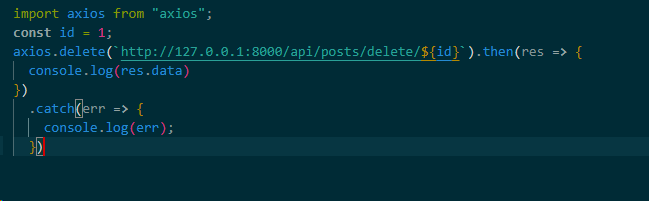 import axios from "axios";
const id = 1;
axios.delete(`http://127.0.0.1:8000/api/posts/delete/${id}`).then(res => {
  console.log(res.data)
})
  .catch(err => {
    console.log(err);
  })